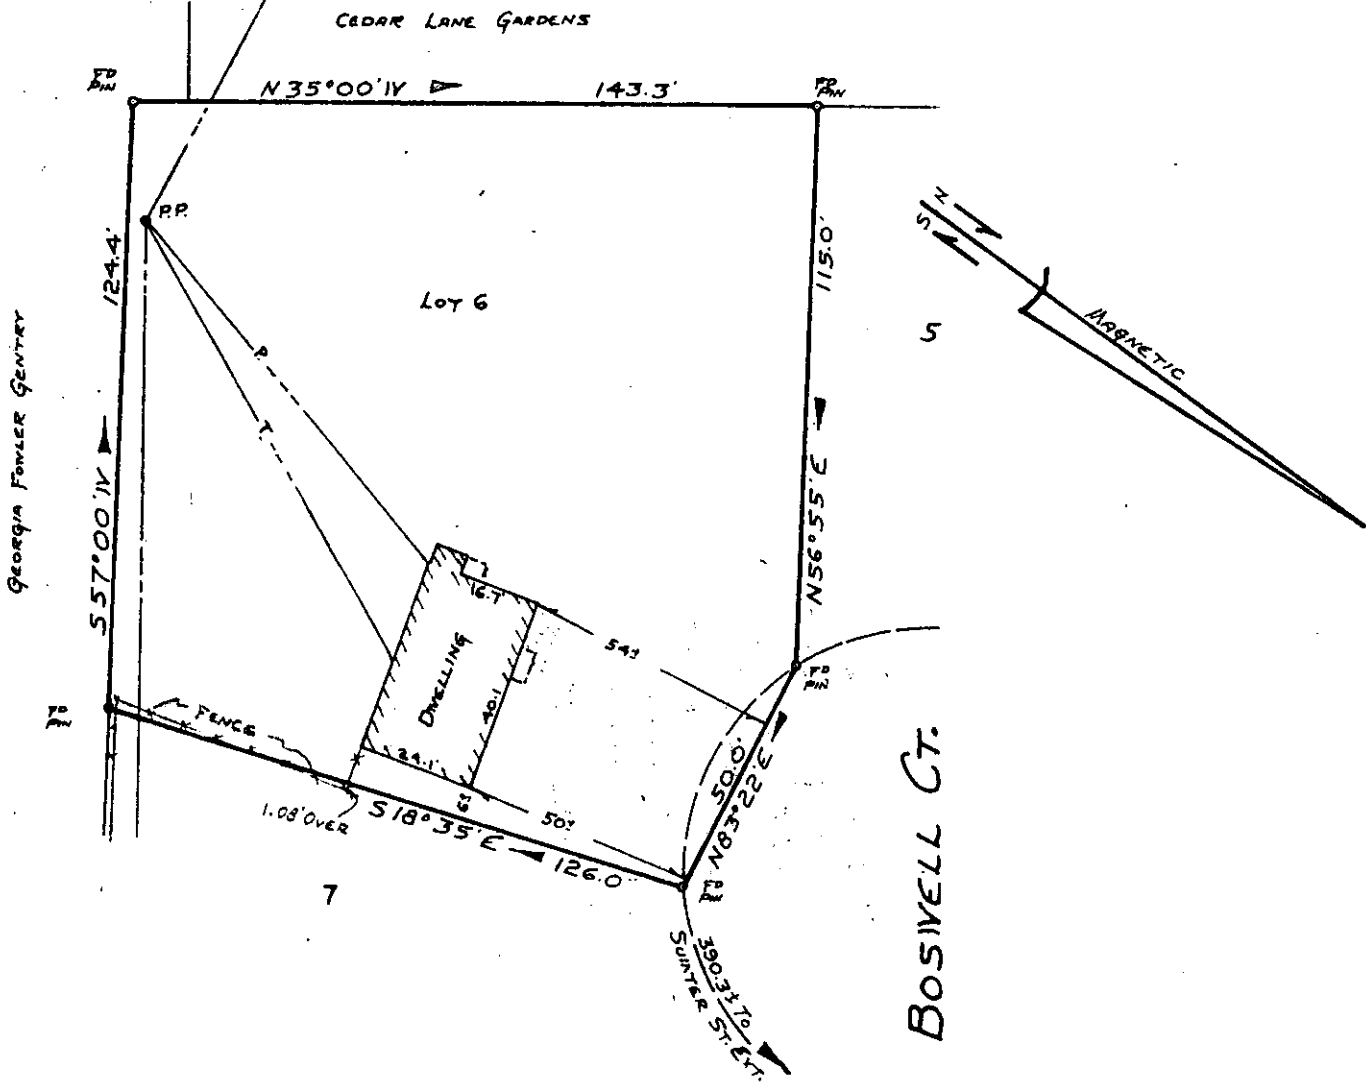 CEDAR LANE GARDENS
FD PIN
N 35°00' W
143.3'
FD PIN
P.P.
124.4'
LOT 6
115.0'
N
S
MAGNETIC
5
GEORGIA FOWLER GENTRY
S 57°00' W
P.
T.
N 56°55' E
16.7
DWELLING
40.1
24.1'
54±
FD PIN
FD PIN
FENCE
1.08' OVER
6±
50±
S 18°35' E
126.0
50.0'
N 83°22' E
FD PIN
7
390.3± TO
SUMTER ST. EXT.
BOSWELL CT.